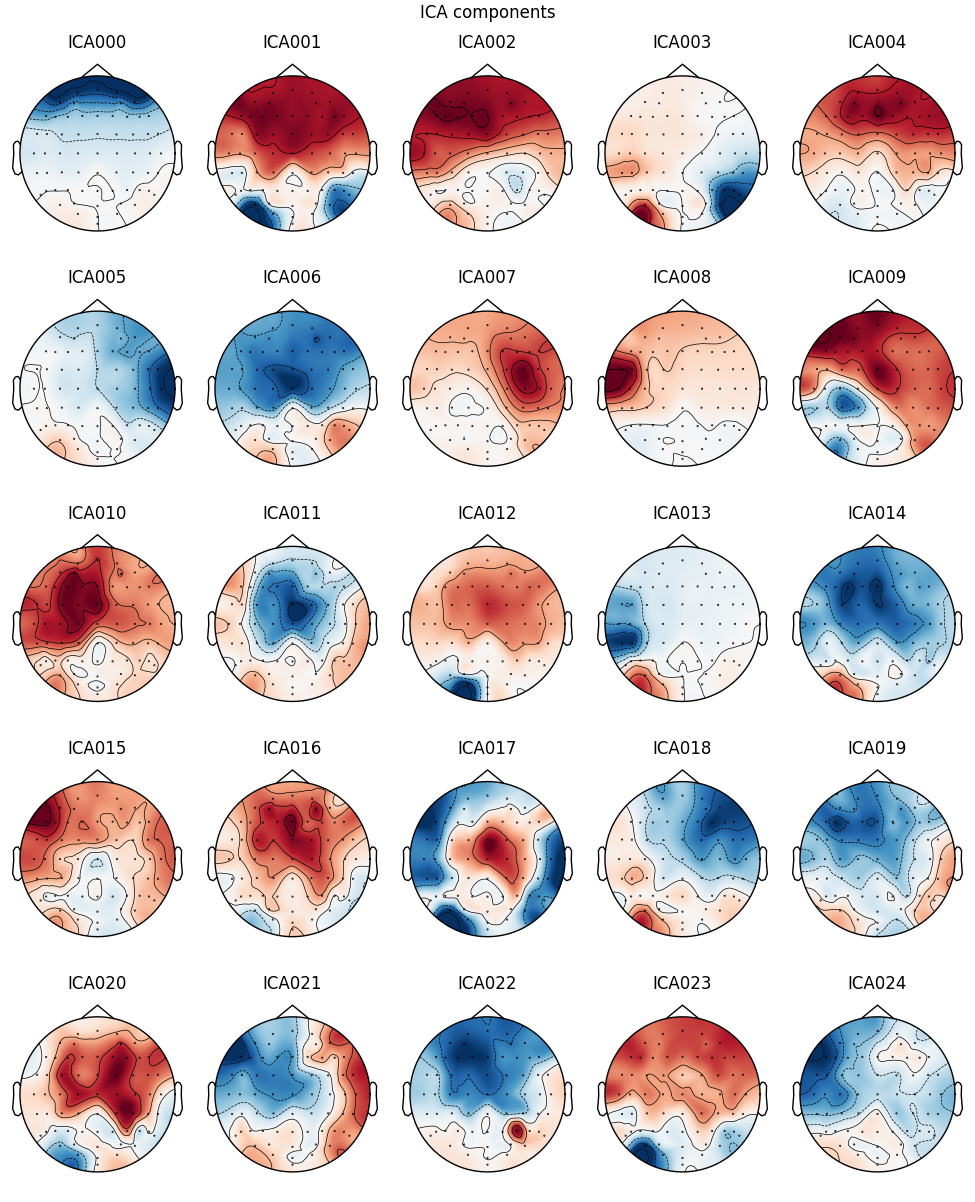 ICA components
ICA000 ICA001 ICA002 ICA003 ICA004
ICA005 ICA006 ICA007 ICA008 ICA009
ICA010 ICA011 ICA012 ICA013 ICA014
ICA015 ICA016 ICA017 ICA018 ICA019
ICA020 ICA021 ICA022 ICA023 ICA024